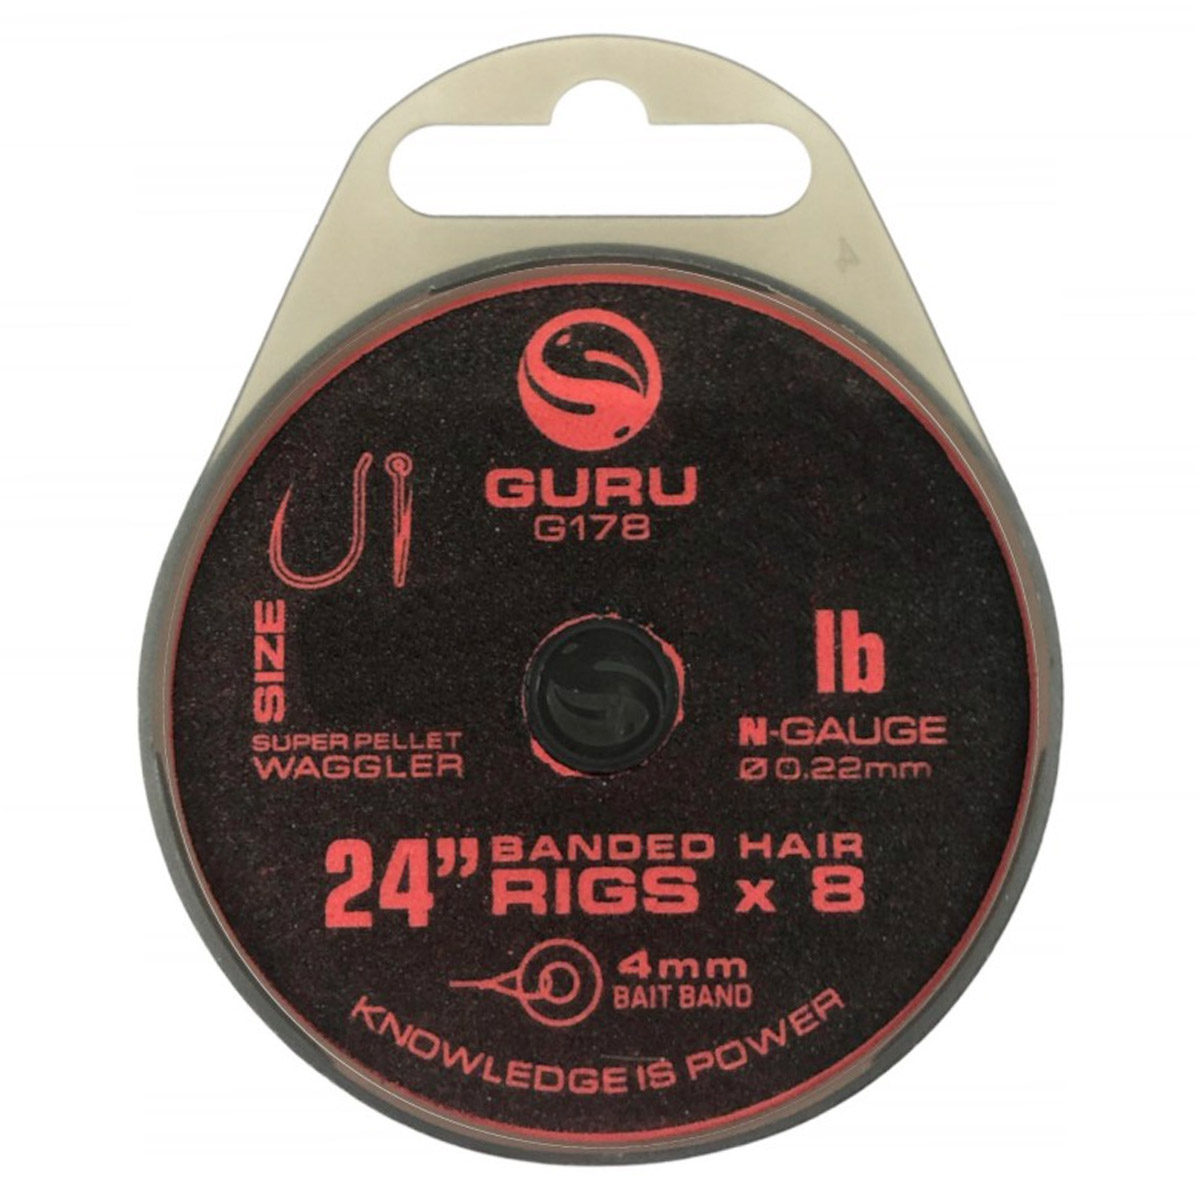 4
GURU
G178
SIZE
SUPER PELLET
WAGGLER
lb
N-GAUGE
Ø 0.22mm
24” BANDED HAIR
RIGS x 8
4mm
BAIT BAND
KNOWLEDGE IS POWER